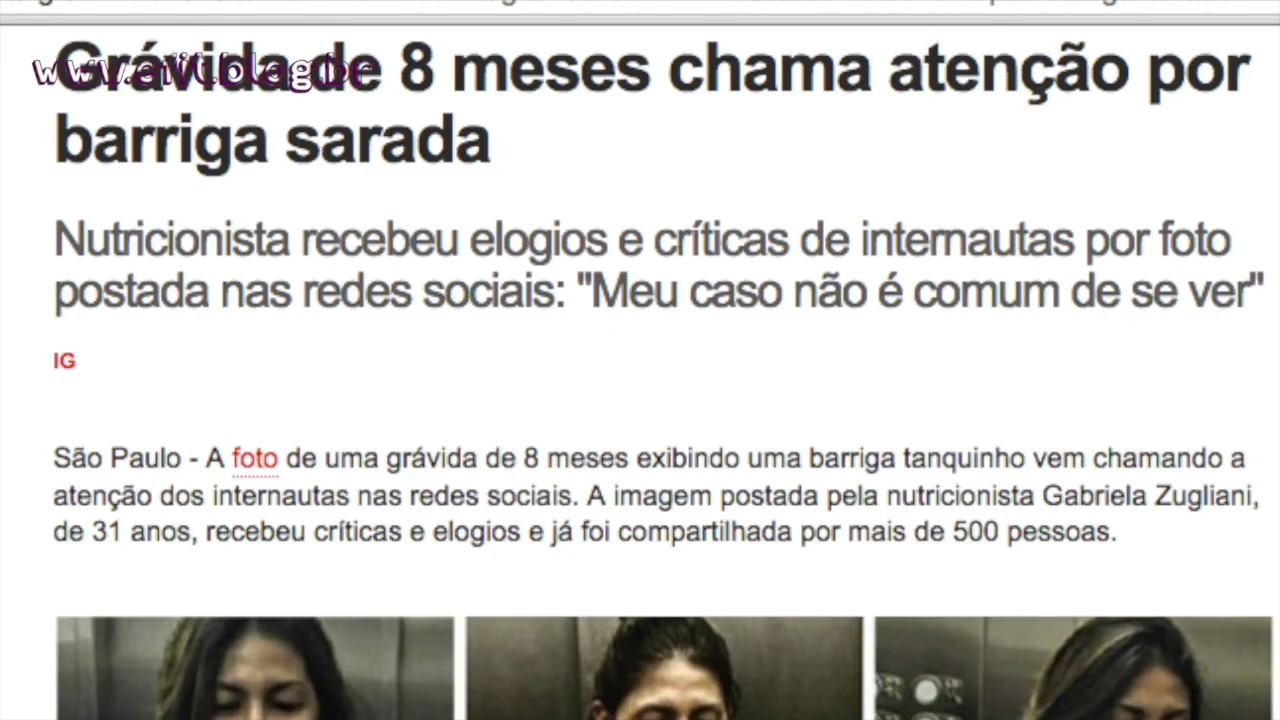 Grávida de 8 meses chama atenção por
barriga sarada
Nutricionista recebeu elogios e críticas de internautas por foto
postada nas redes sociais: "Meu caso não é comum de se ver"
IG
São Paulo - A foto de uma grávida de 8 meses exibindo uma barriga tanquinho vem chamando a
atenção dos internautas nas redes sociais. A imagem postada pela nutricionista Gabriela Zugliani,
de 31 anos, recebeu críticas e elogios e já foi compartilhada por mais de 500 pessoas.